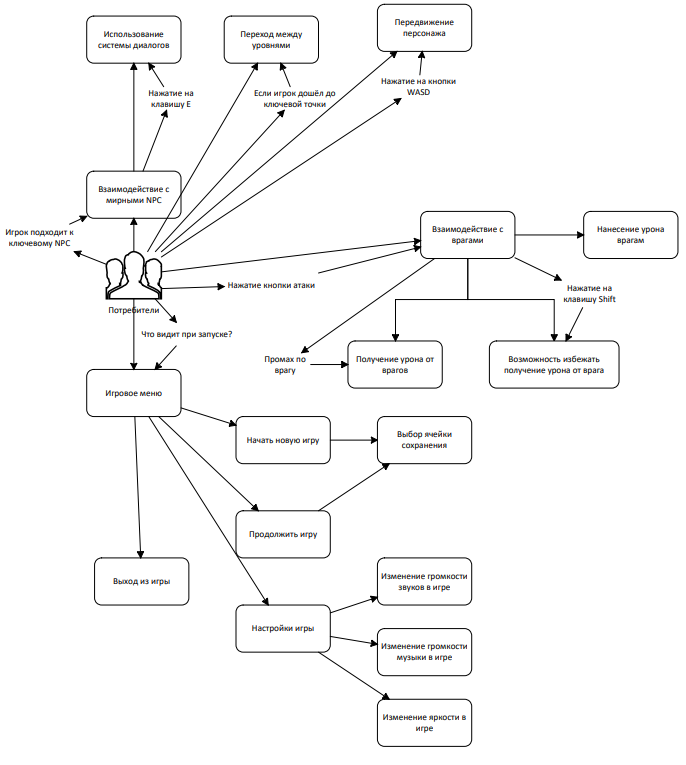 Использование
системы диалогов
Переход между
уровнями
Передвижение
персонажа
Нажатие на
клавишу E
Если игрок дошёл до
ключевой точки
Нажатие на кнопки
WASD
Взаимодействие с
мирными NPC
Игрок подходит к
ключевому NPC
Взаимодействие с
врагами
Нанесение урона
врагам
Потребители
Нажатие кнопки атаки
Нажатие на
клавишу Shift
Что видит при запуске?
Промах по
врагу
Получение урона от
врагов
Возможность избежать
получение урона от врага
Игровое меню
Начать новую игру
Выбор ячейки
сохранения
Продолжить игру
Выход из игры
Настройки игры
Изменение громкости
звуков в игре
Изменение громкости
музыки в игре
Изменение яркости в
игре